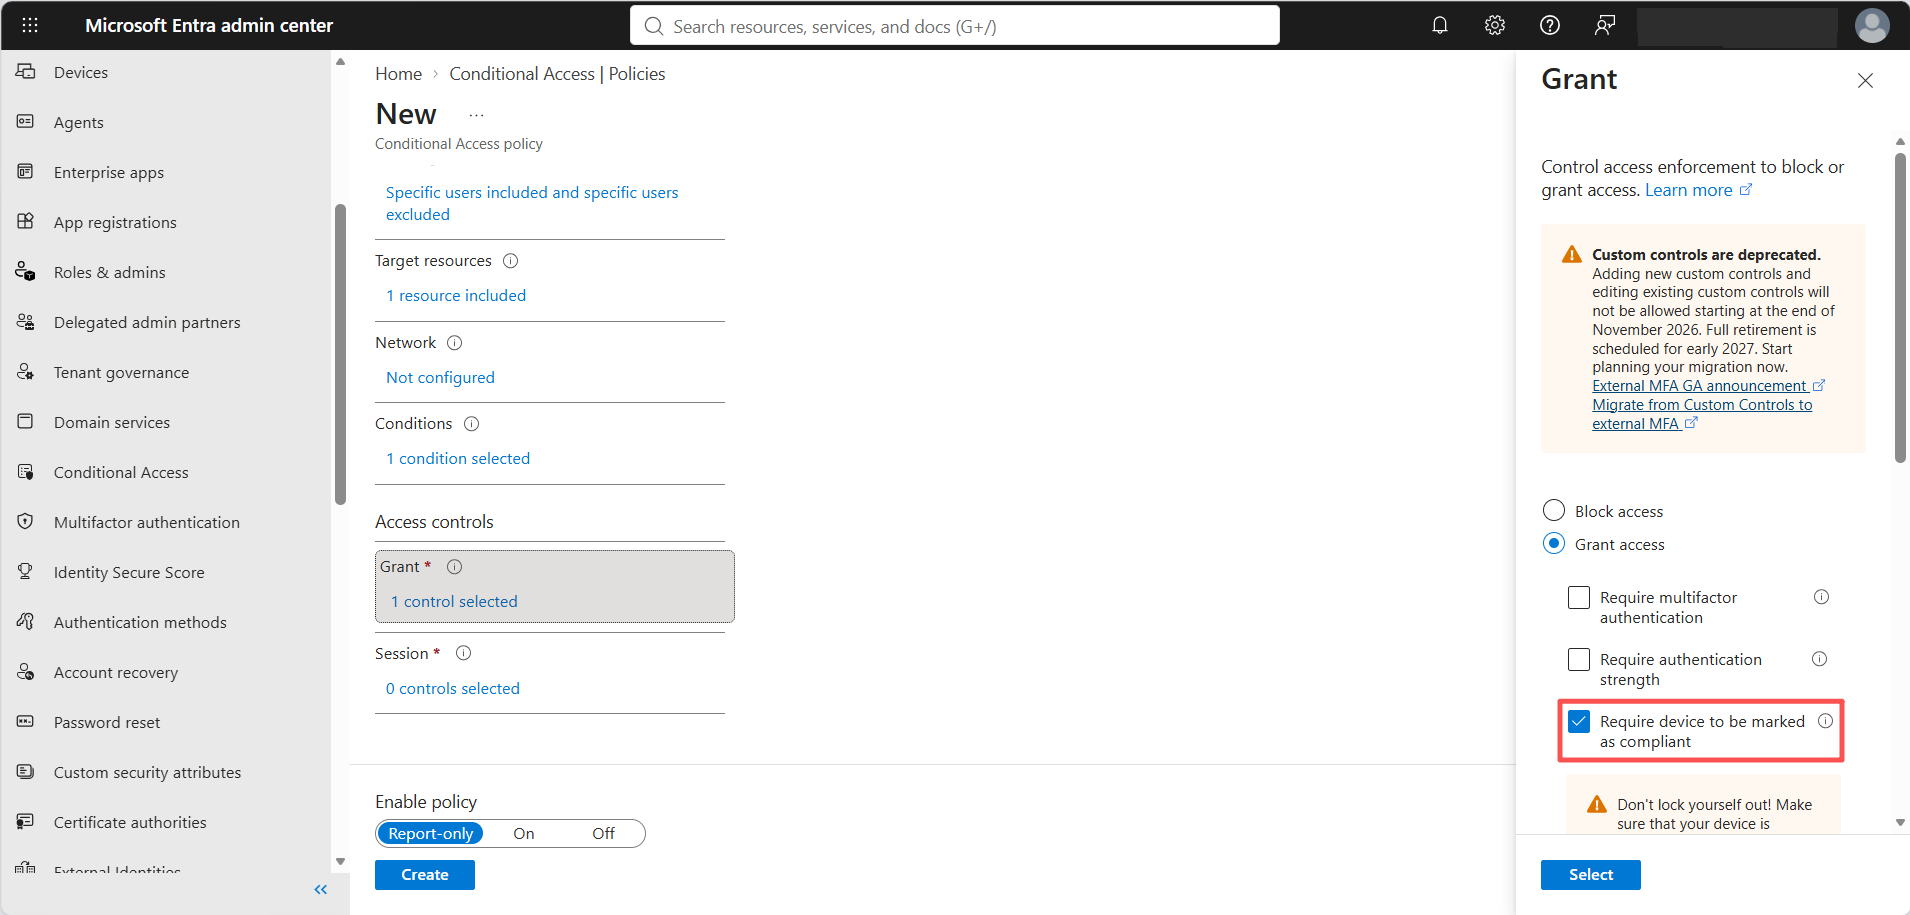 Microsoft Entra admin center
Search resources, services, and docs (G+/)
Devices
Agents
Enterprise apps
App registrations
Roles & admins
Delegated admin partners
Tenant governance
Domain services
Conditional Access
Multifactor authentication
Identity Secure Score
Authentication methods
Account recovery
Password reset
Custom security attributes
Certificate authorities
External Identities
Home › Conditional Access | Policies
New ...
Conditional Access policy
Specific users included and specific users
excluded
Target resources
1 resource included
Network
Not configured
Conditions
1 condition selected
Access controls
Grant *
1 control selected
Session *
0 controls selected
Enable policy
Report-only On Off
Create
Grant
Control access enforcement to block or
grant access. Learn more
Custom controls are deprecated.
Adding new custom controls and
editing existing custom controls will
not be allowed starting at the end of
November 2026. Full retirement is
scheduled for early 2027. Start
planning your migration now.
External MFA GA announcement
Migrate from Custom Controls to
external MFA
Block access
Grant access
Require multifactor
authentication
Require authentication
strength
Require device to be marked
as compliant
Don't lock yourself out! Make
sure that your device is
Select